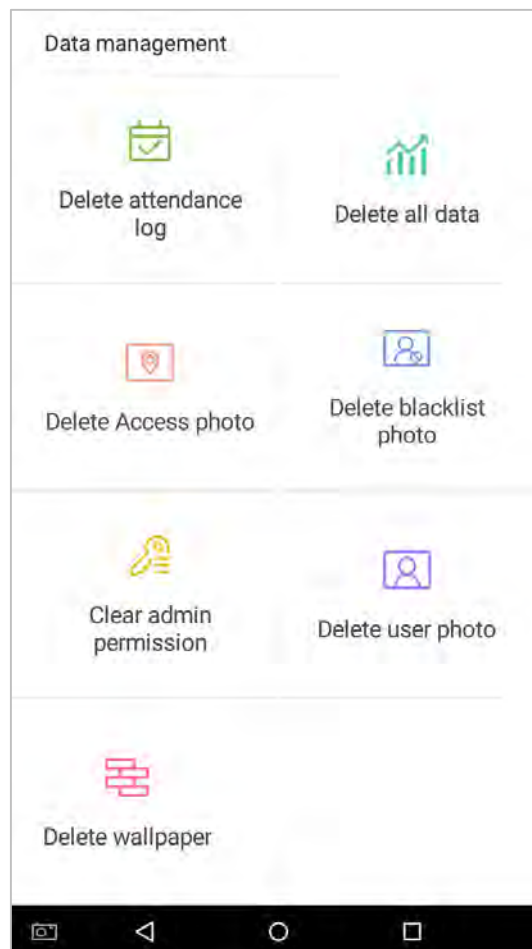 Data management
Delete attendance
log
Delete all data
Delete Access photo
Delete blacklist
photo
Clear admin
permission
Delete user photo
Delete wallpaper